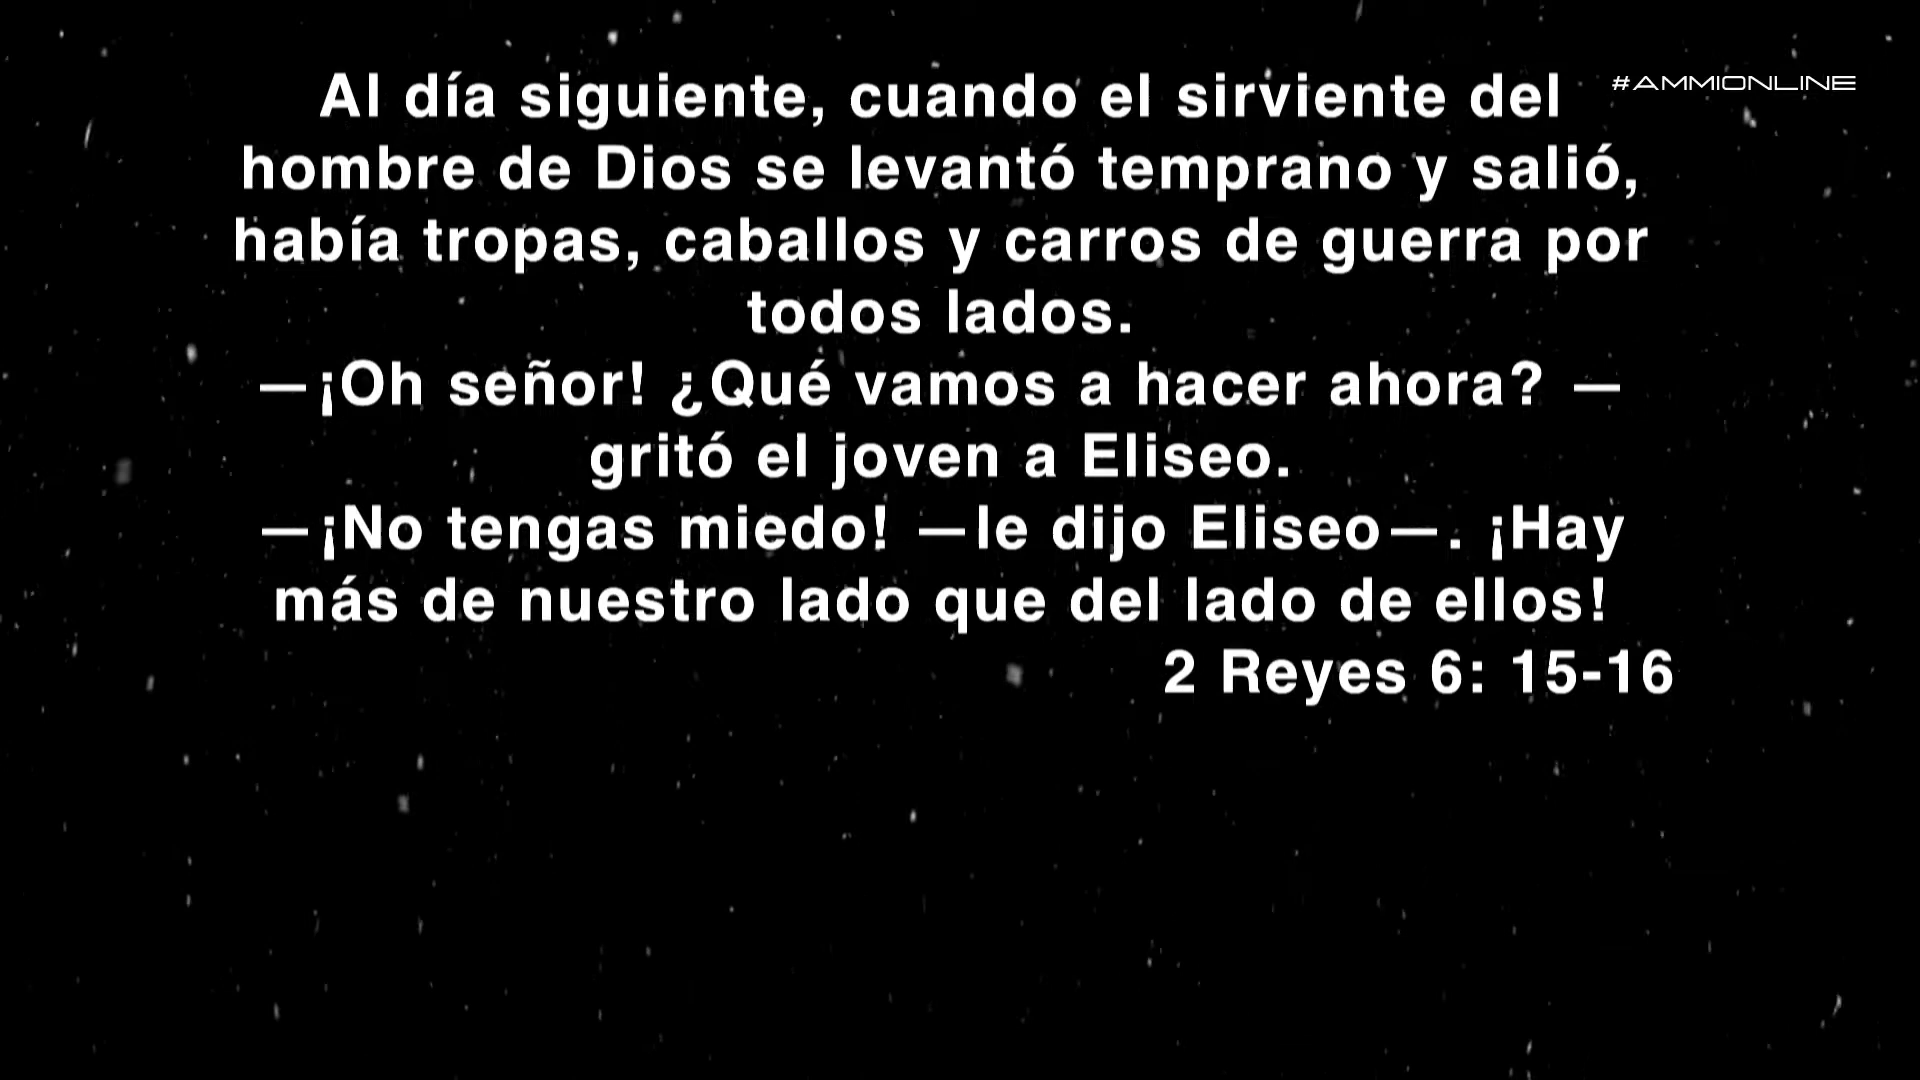 Al día siguiente, cuando el sirviente del
#AMMIONLINE
hombre de Dios se levantó temprano y salió,
había tropas, caballos y carros de guerra por
todos lados.
—¡Oh señor! ¿Qué vamos a hacer ahora? —
gritó el joven a Eliseo.
—¡No tengas miedo! —le dijo Eliseo—. ¡Hay
más de nuestro lado que del lado de ellos!
2 Reyes 6: 15-16